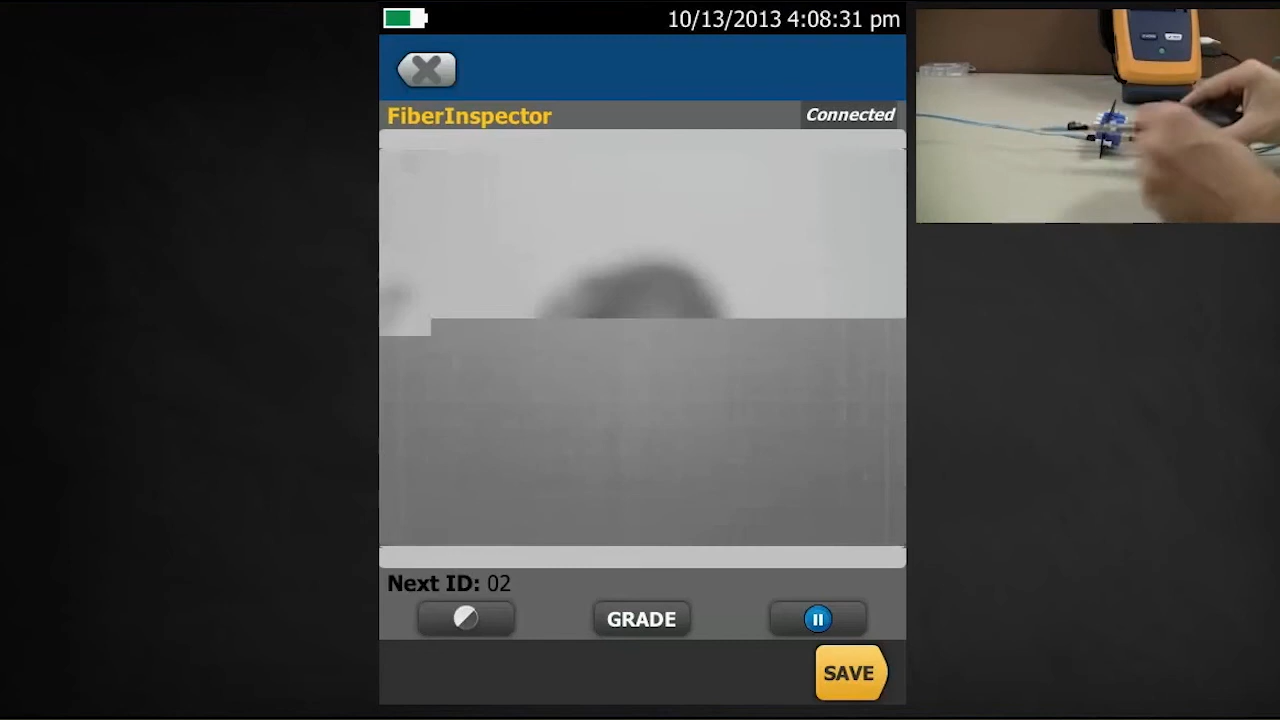 10/13/2013 4:08:31 pm
FiberInspector
Connected
Next ID: 02
GRADE
SAVE